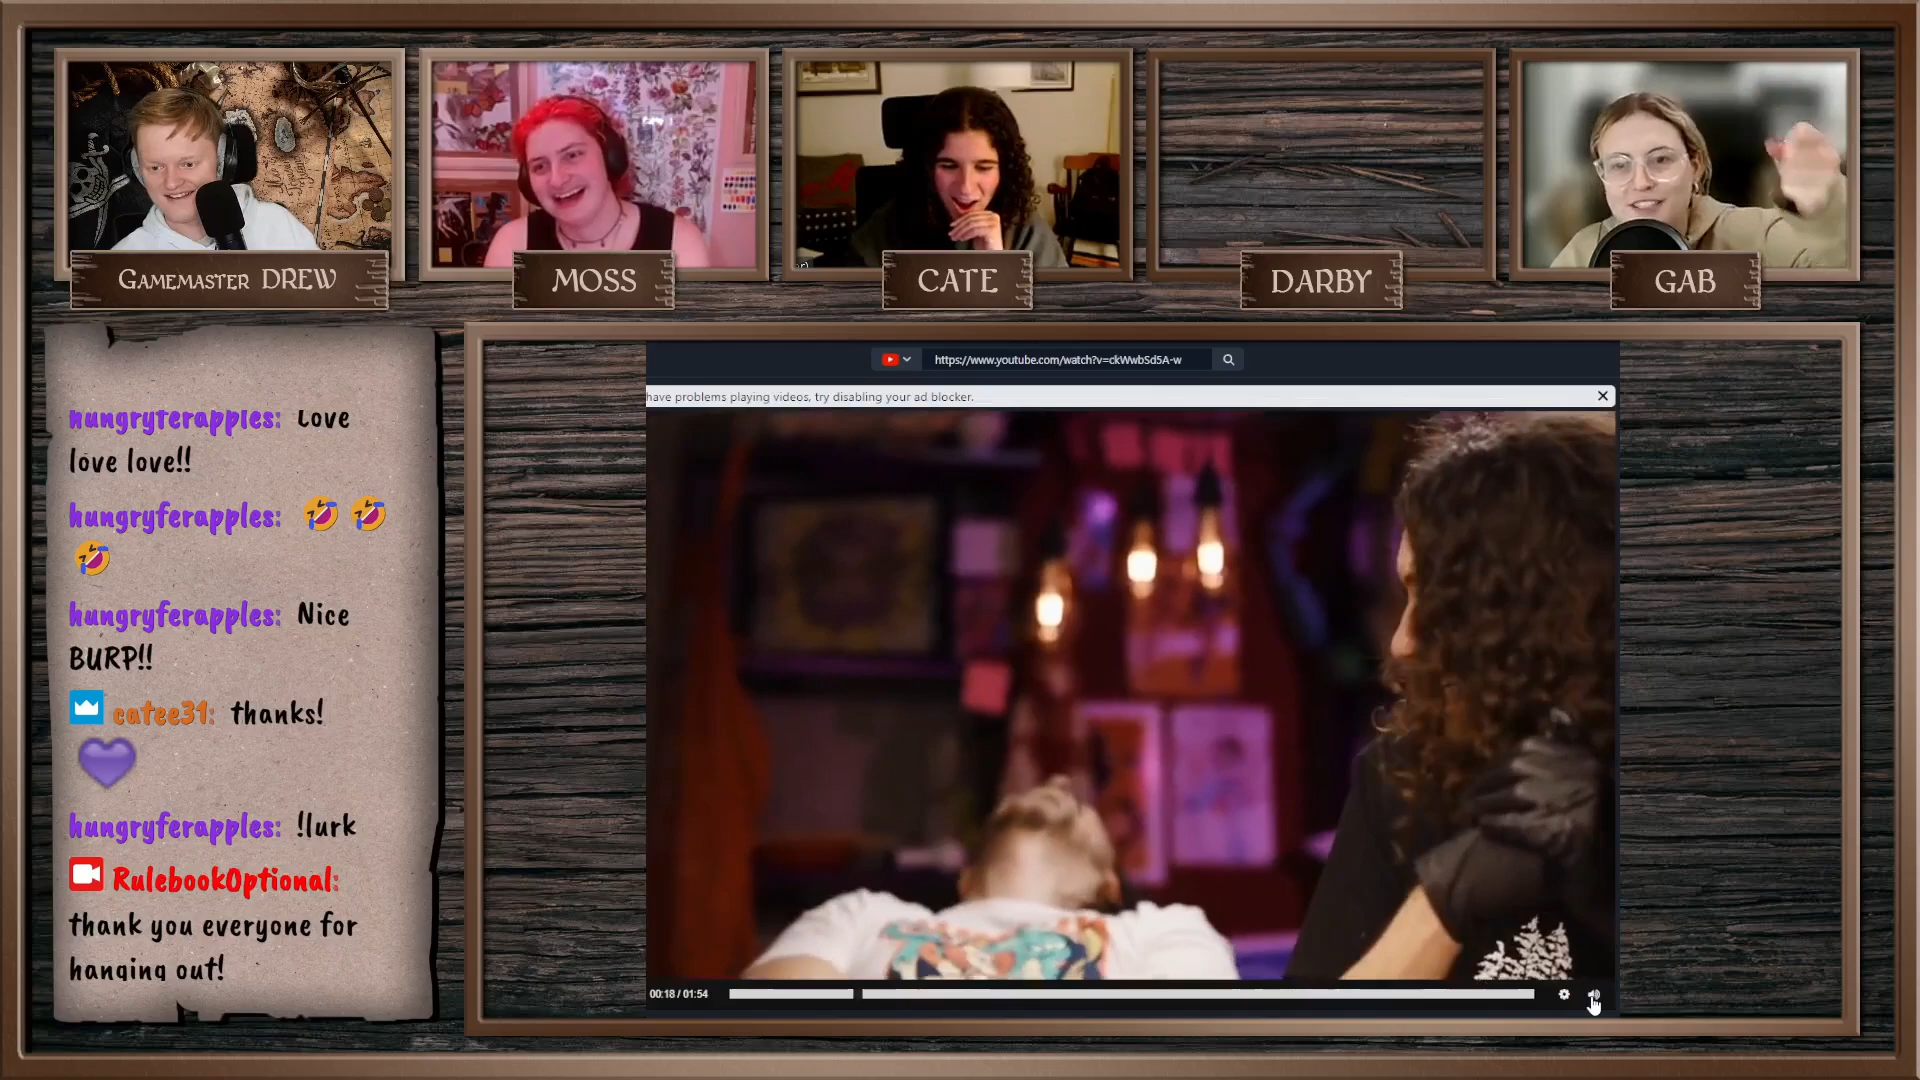 GAMEMASTER DREW
MOSS
CATE
DARBY
GAB
hungryferapples: Love
love love!!
hungryferapples:
hungryferapples: Nice
BURP!!
catee31: thanks!
hungryferapples: !lurk
RulebookOptional:
thank you everyone for
hanging out!
https://www.youtube.com/watch?v=ckWwbSd5A-w
have problems playing videos, try disabling your ad blocker.
00:18 / 01:54